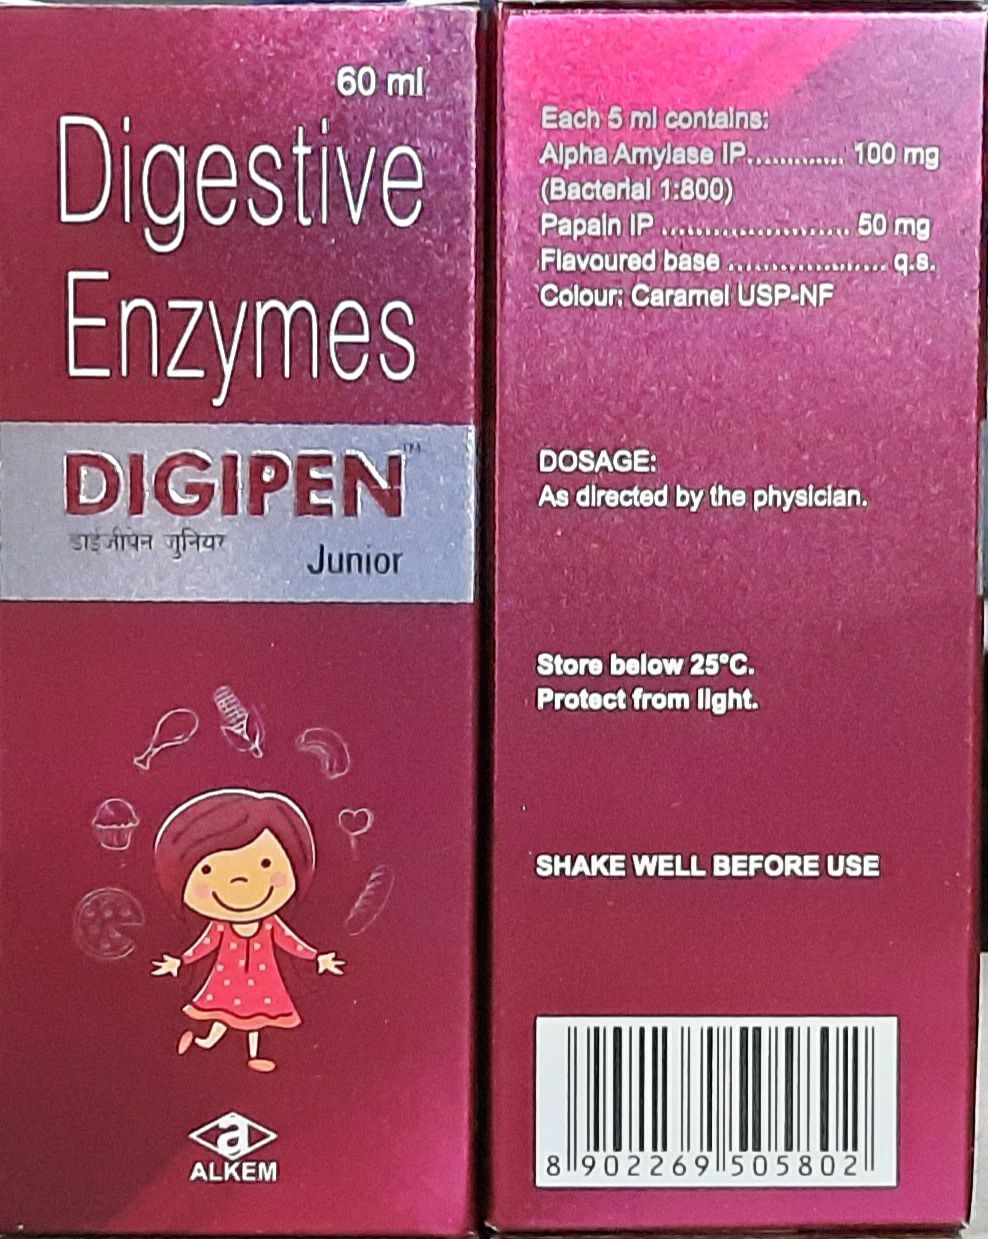 60 ml
Digestive
Enzymes
DIGIPEN™
डाईजीपेन जुनियर
Junior
a
ALKEM
Each 5 ml contains:
Alpha Amylase IP............. 100 mg
(Bacterial 1:800)
Papain IP ....................... 50 mg
Flavoured base ................... q.s.
Colour: Caramel USP-NF
DOSAGE:
As directed by the physician.
Store below 25°C.
Protect from light.
SHAKE WELL BEFORE USE
8 902269 505802